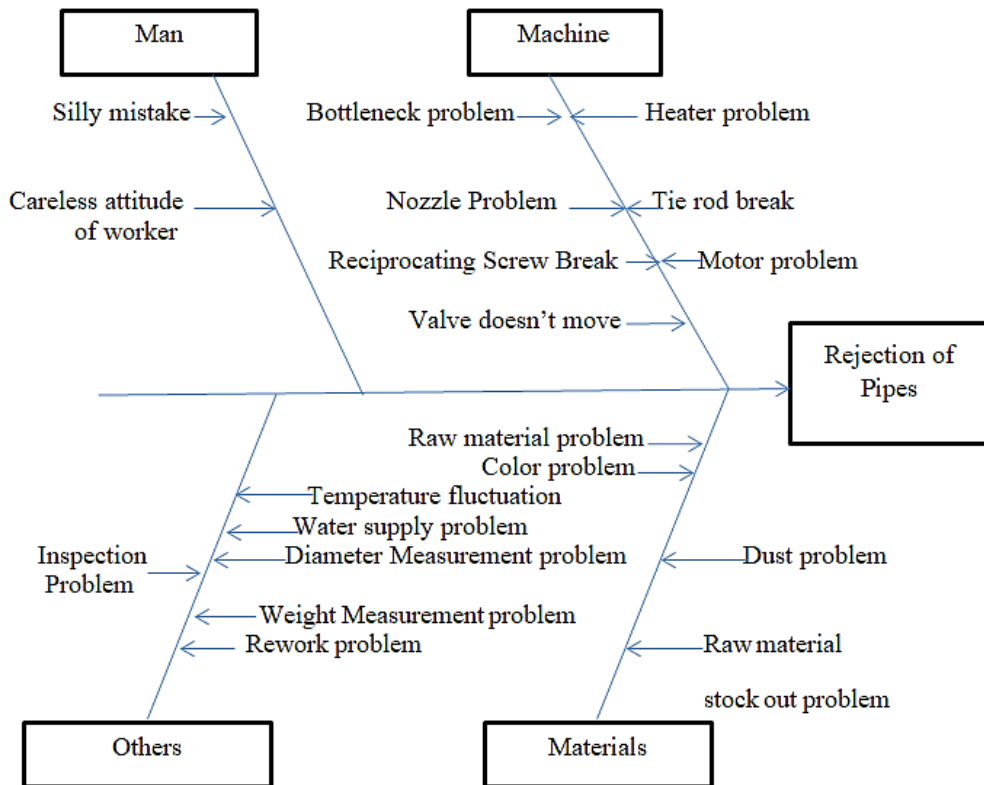 Man
Machine
Silly mistake
Bottleneck problem
Heater problem
Careless attitude
of worker
Nozzle Problem
Tie rod break
Reciprocating Screw Break
Motor problem
Valve doesn’t move
Rejection of
Pipes
Raw material problem
Color problem
Temperature fluctuation
Water supply problem
Inspection
Problem
Diameter Measurement problem
Dust problem
Weight Measurement problem
Rework problem
Raw material
stock out problem
Others
Materials